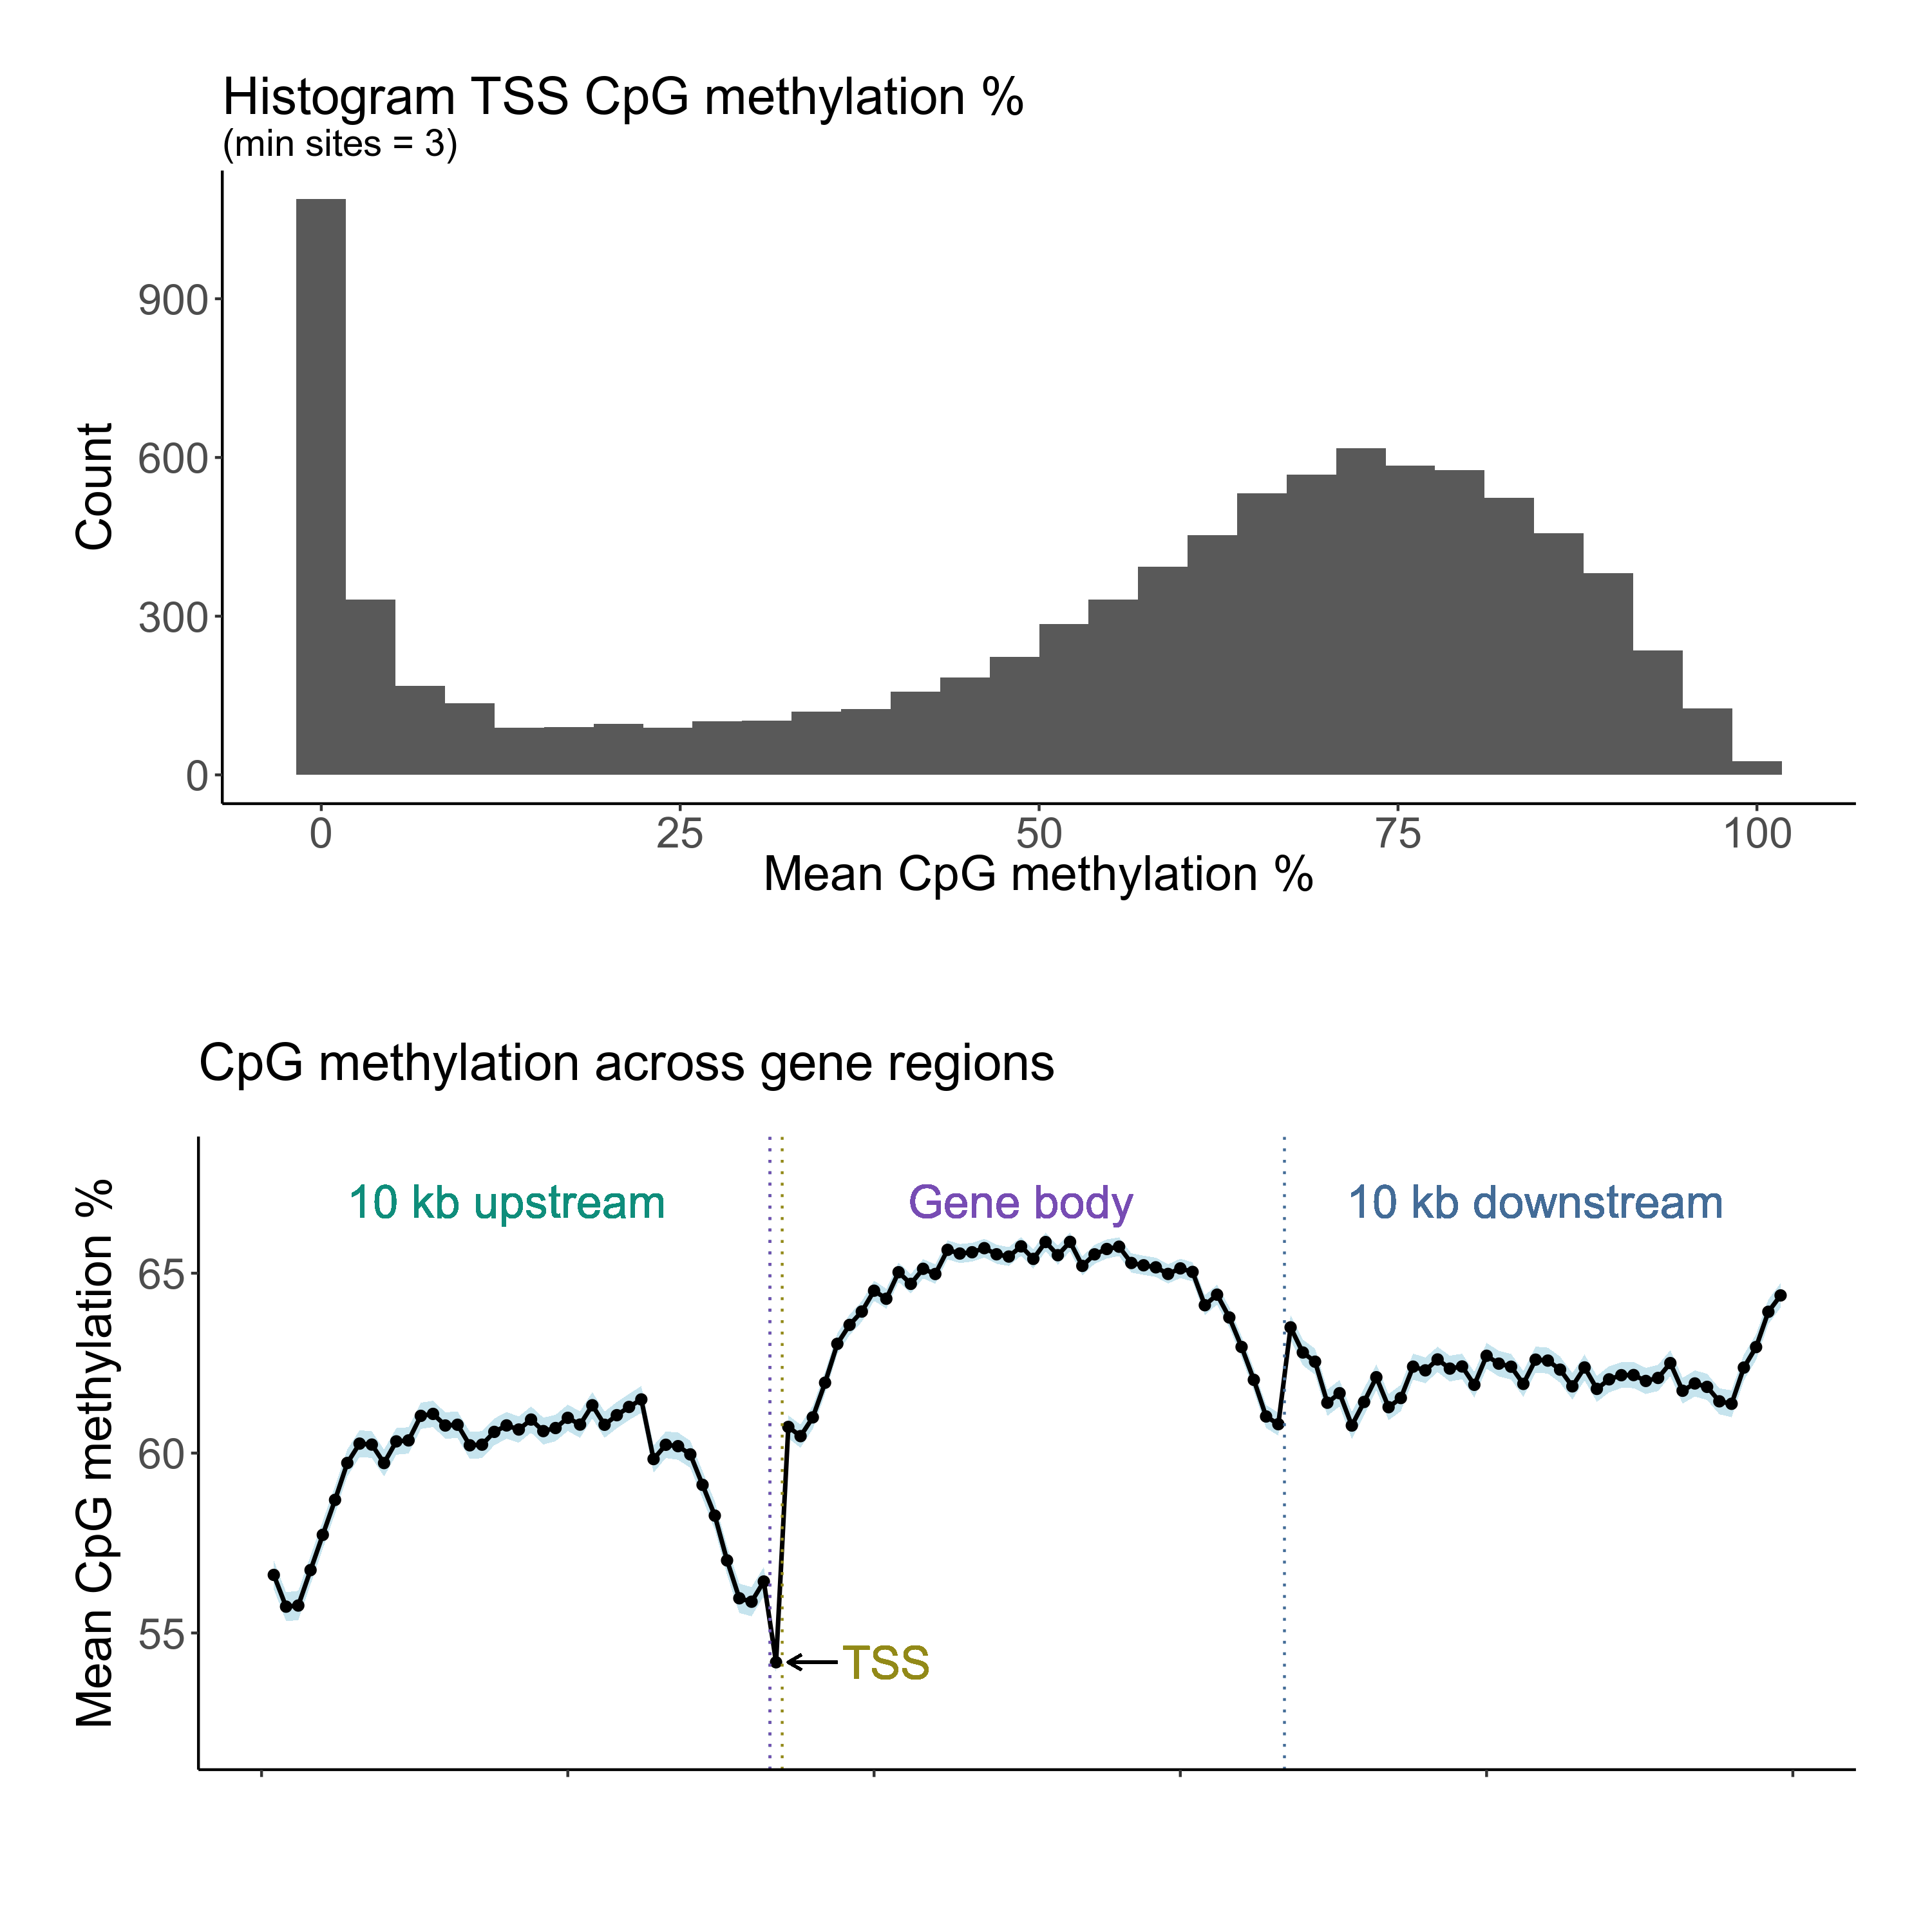 Histogram TSS CpG methylation %
(min sites = 3)
Count
900
600
300
0
0 25 50 75 100
Mean CpG methylation %
CpG methylation across gene regions
Mean CpG methylation %
10 kb upstream Gene body 10 kb downstream
65
60
55
TSS